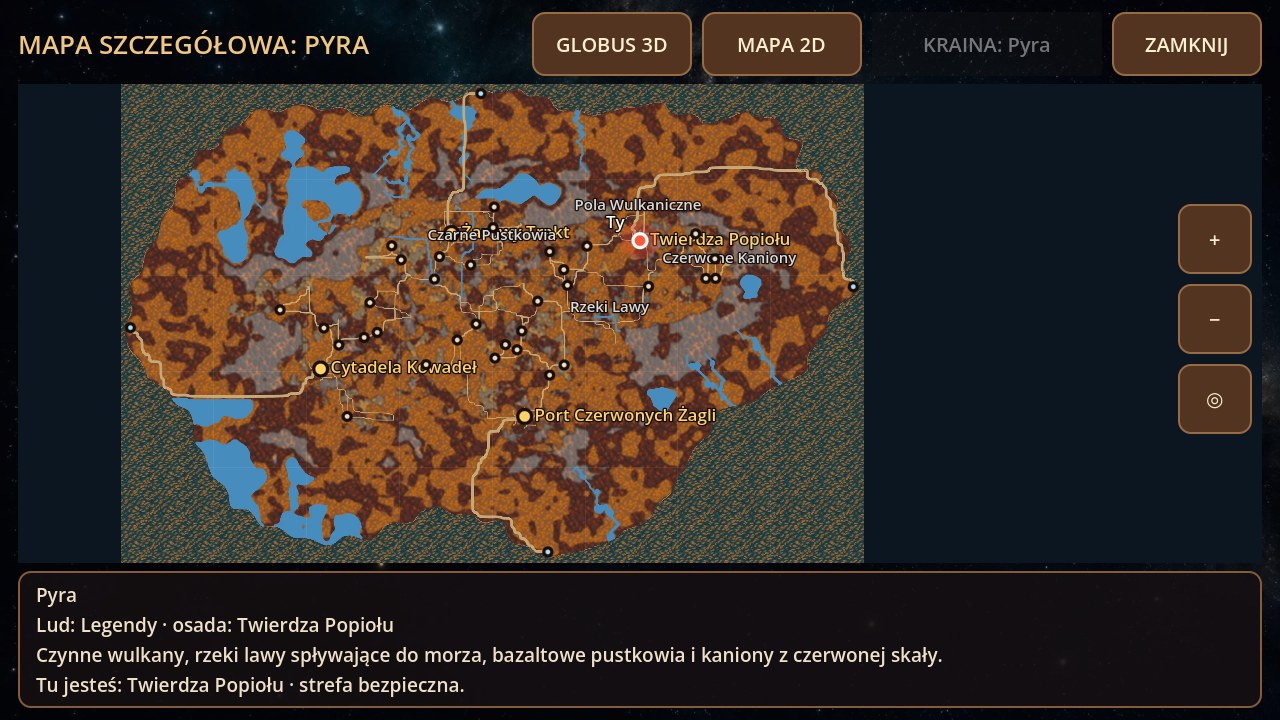 MAPA SZCZEGÓŁOWA: PYRA
GLOBUS 3D
MAPA 2D
KRAINA: Pyra
ZAMKNIJ
Pola Wulkaniczne
Ty
Czarne Pustkowia
Twierdza Popiołu
Czerwone Kaniony
Rzeki Lawy
Cytadela Kowadeł
Port Czerwonych Żagli
+
−
◎
Pyra
Lud: Legendy · osada: Twierdza Popiołu
Czynne wulkany, rzeki lawy spływające do morza, bazaltowe pustkowia i kaniony z czerwonej skały.
Tu jesteś: Twierdza Popiołu · strefa bezpieczna.